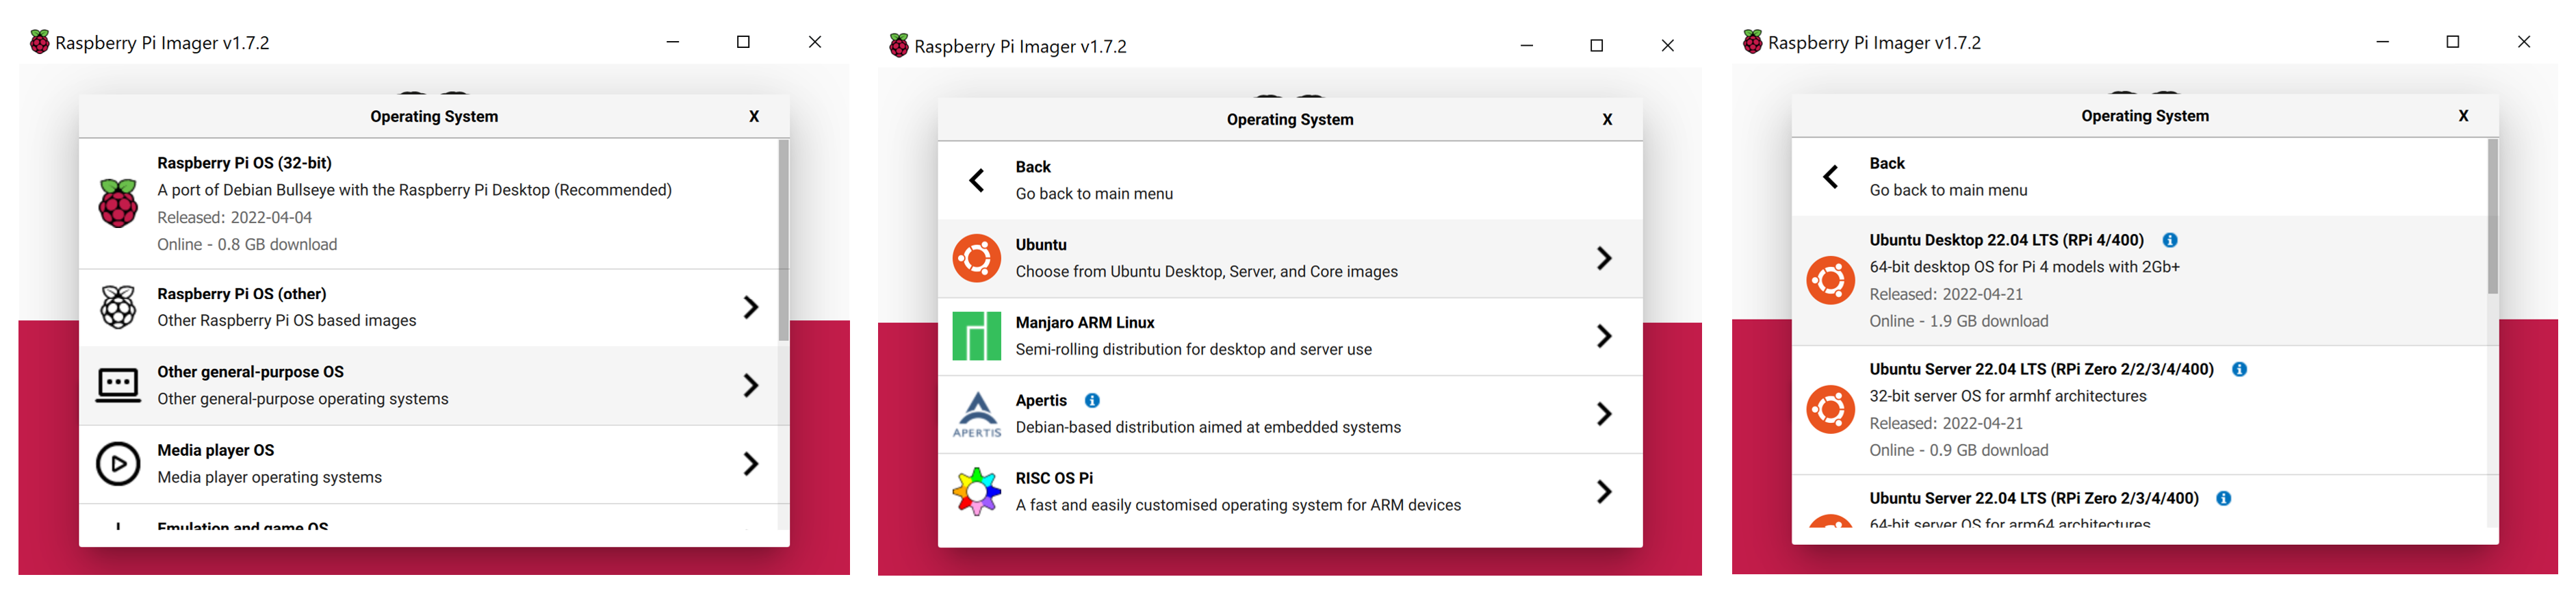 Raspberry Pi Imager v1.7.2
Operating System X
Raspberry Pi OS (32-bit)
A port of Debian Bullseye with the Raspberry Pi Desktop (Recommended)
Released: 2022-04-04
Online - 0.8 GB download
Raspberry Pi OS (other)
Other Raspberry Pi OS based images
Other general-purpose OS
Other general-purpose operating systems
Media player OS
Media player operating systems
Emulation and game OS
Raspberry Pi Imager v1.7.2
Operating System X
Back
Go back to main menu
Ubuntu
Choose from Ubuntu Desktop, Server, and Core images
Manjaro ARM Linux
Semi-rolling distribution for desktop and server use
Apertis
Debian-based distribution aimed at embedded systems
APERTIS
RISC OS Pi
A fast and easily customised operating system for ARM devices
Raspberry Pi Imager v1.7.2
Operating System X
Back
Go back to main menu
Ubuntu Desktop 22.04 LTS (RPi 4/400)
64-bit desktop OS for Pi 4 models with 2Gb+
Released: 2022-04-21
Online - 1.9 GB download
Ubuntu Server 22.04 LTS (RPi Zero 2/2/3/4/400)
32-bit server OS for armhf architectures
Released: 2022-04-21
Online - 0.9 GB download
Ubuntu Server 22.04 LTS (RPi Zero 2/3/4/400)
64-bit server OS for arm64 architectures